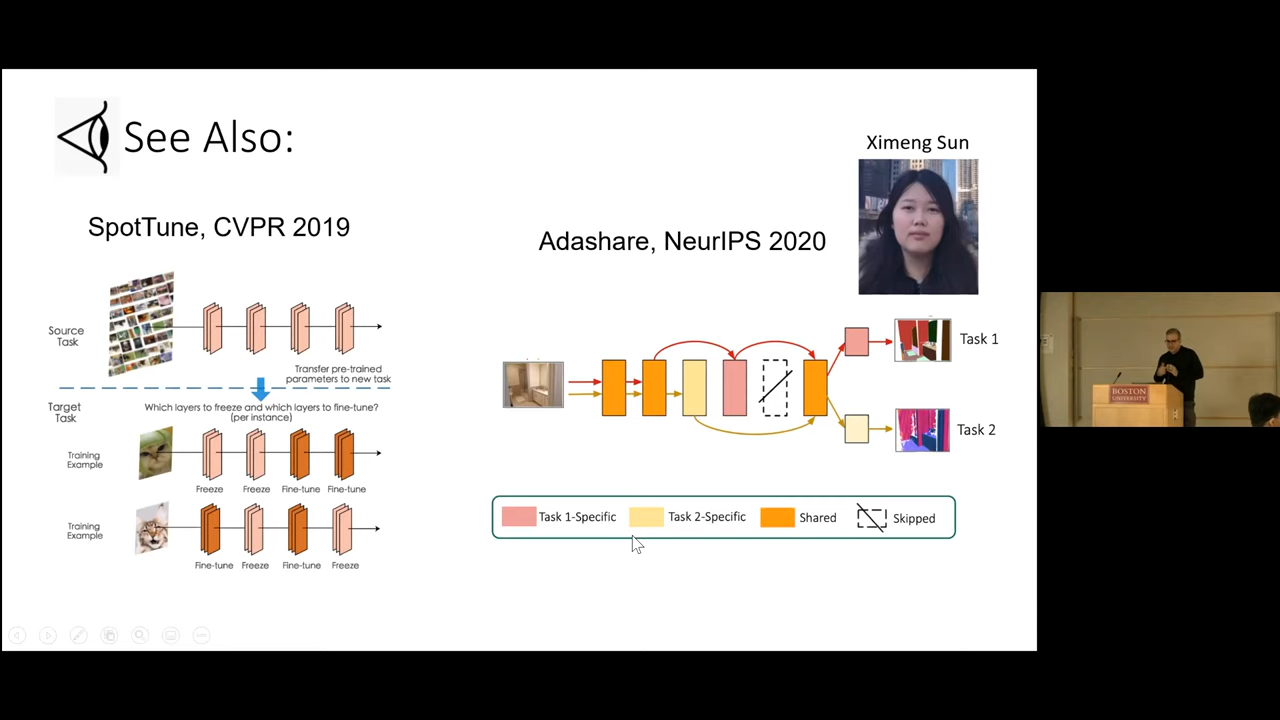 See Also:
Ximeng Sun
SpotTune, CVPR 2019
Adashare, NeurIPS 2020
Source
Task
Transfer pre-trained
parameters to new task
Target
Task
Which layers to freeze and which layers to fine-tune?
(per instance)
Training
Example
Freeze
Freeze
Fine-tune
Fine-tune
Training
Example
Fine-tune
Freeze
Fine-tune
Freeze
Task 1
Task 2
Task 1-Specific
Task 2-Specific
Shared
Skipped
BOSTON
UNIVERSITY